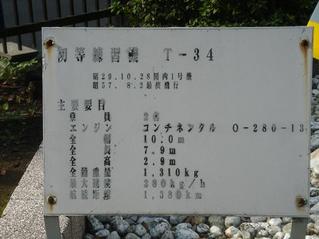 初等練習機 T-34
昭29.10.28国内1号機
昭57.8.3最終飛行
主要要目
乗員 2名
エンジン コンチネンタル O-280-13
全幅 10.0m
全長 7.9m
全高 2.9m
全備重量 1,310kg
最大速度 280kg/h
航続距離 1,380km